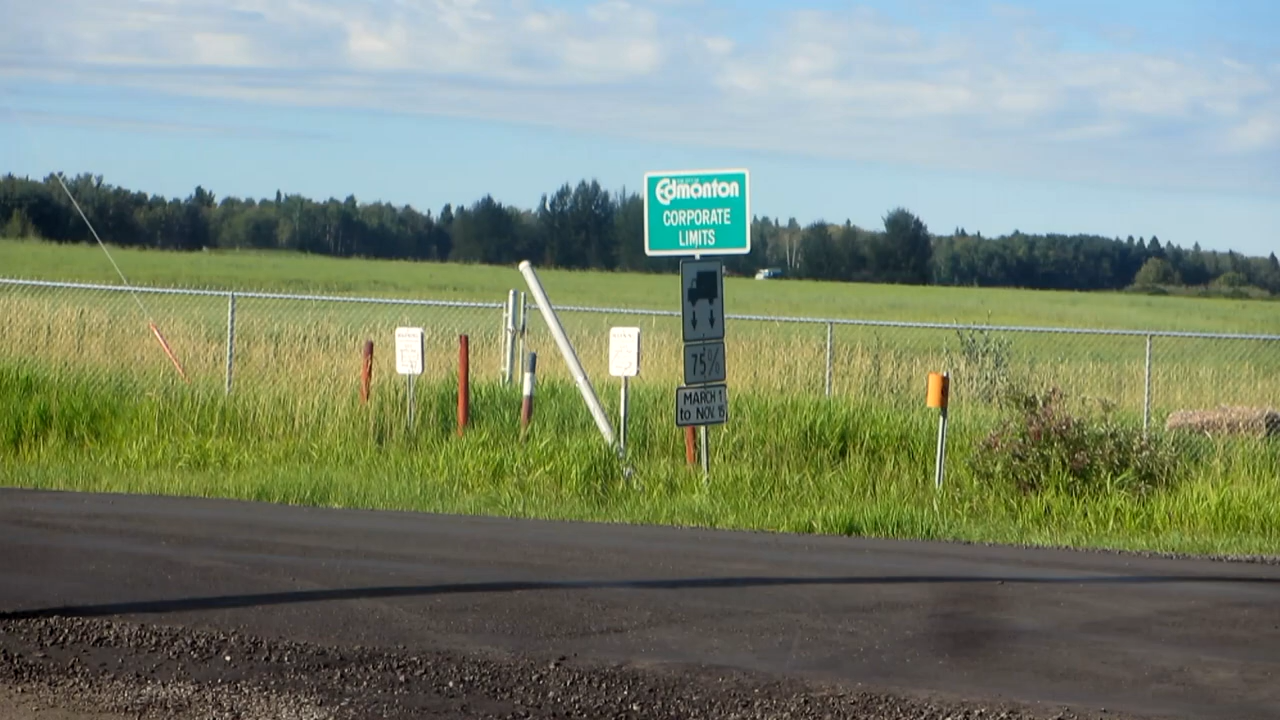 Edmonton
CORPORATE
LIMITS
75%
MARCH 1
to NOV. 15